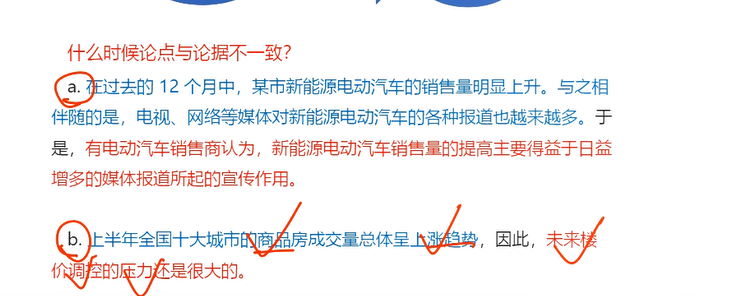 什么时候论点与论据不一致？
a. 在过去的 12 个月中，某市新能源电动汽车的销售量明显上升。与之相
伴随的是，电视、网络等媒体对新能源电动汽车的各种报道也越来越多。于
是，有电动汽车销售商认为，新能源电动汽车销售量的提高主要得益于日益
增多的媒体报道所起的宣传作用。
b. 上半年全国十大城市的商品房成交量总体呈上涨趋势，因此，未来楼
价调控的压力还是很大的。